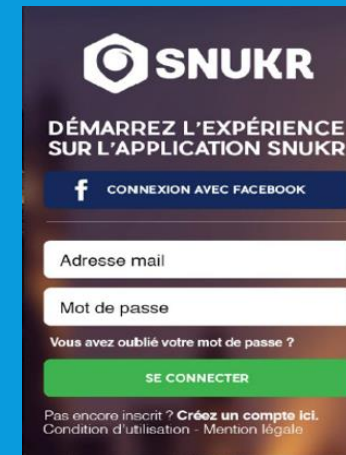 SNUKR
DÉMARREZ L'EXPÉRIENCE
SUR L'APPLICATION SNUKR
f CONNEXION AVEC FACEBOOK
Adresse mail
Mot de passe
Vous avez oublié votre mot de passe ?
SE CONNECTER
Pas encore inscrit ? Créez un compte ici.
Condition d'utilisation - Mention légale